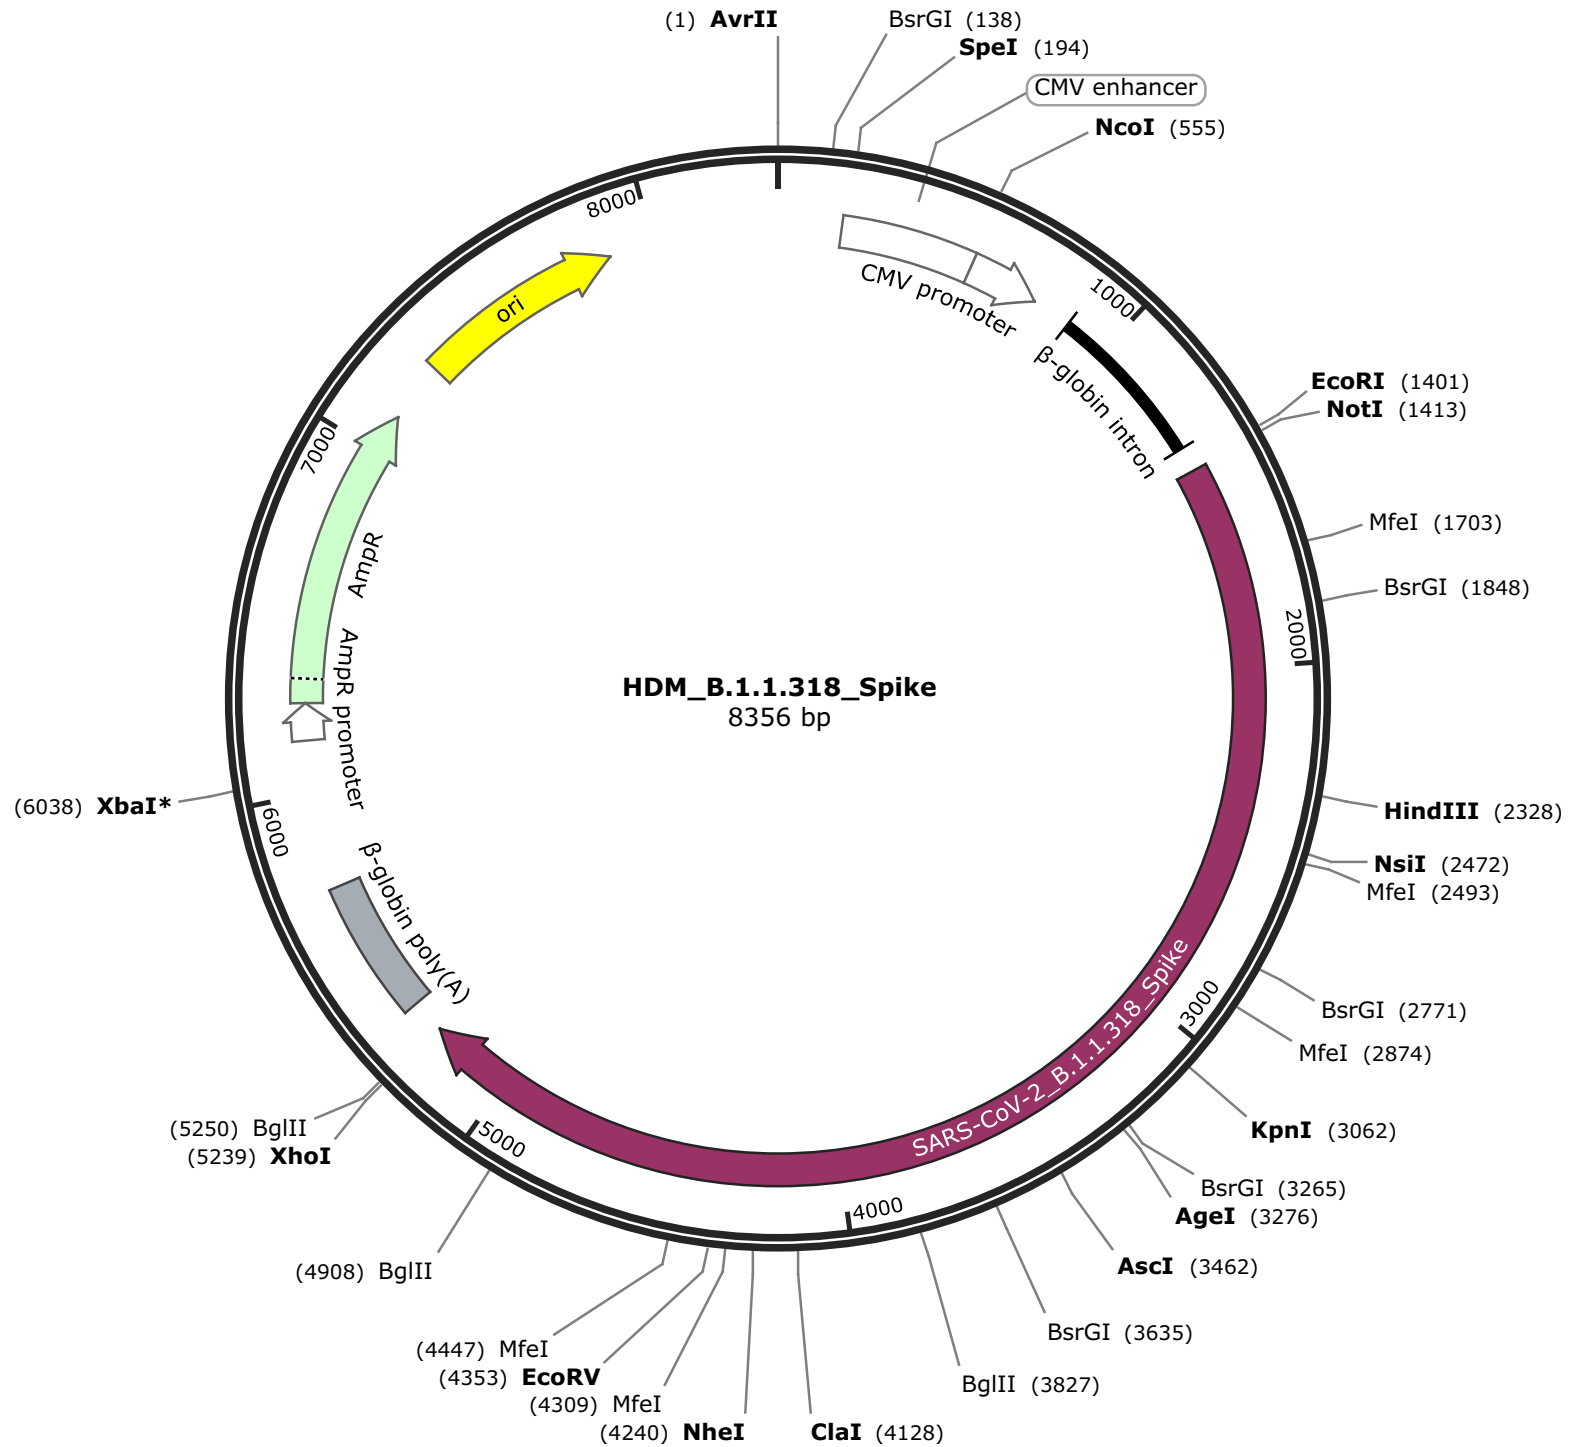 (1) AvrII
BsrGI (138)
SpeI (194)
CMV enhancer
NcoI (555)
8000
ori
CMV promoter
1000
β-globin intron
EcoRI (1401)
NotI (1413)
7000
MfeI (1703)
AmpR
BsrGI (1848)
2000
AmpR promoter
HDM_B.1.1.318_Spike
8356 bp
(6038) XbaI*
6000
HindIII (2328)
β-globin poly(A)
NsiI (2472)
MfeI (2493)
SARS-CoV-2_B.1.1.318_Spike
3000
BsrGI (2771)
MfeI (2874)
(5250) BglII
(5239) XhoI
5000
KpnI (3062)
BsrGI (3265)
AgeI (3276)
4000
(4908) BglII
AscI (3462)
BsrGI (3635)
(4447) MfeI
(4353) EcoRV
(4309) MfeI
(4240) NheI
ClaI (4128)
BglII (3827)